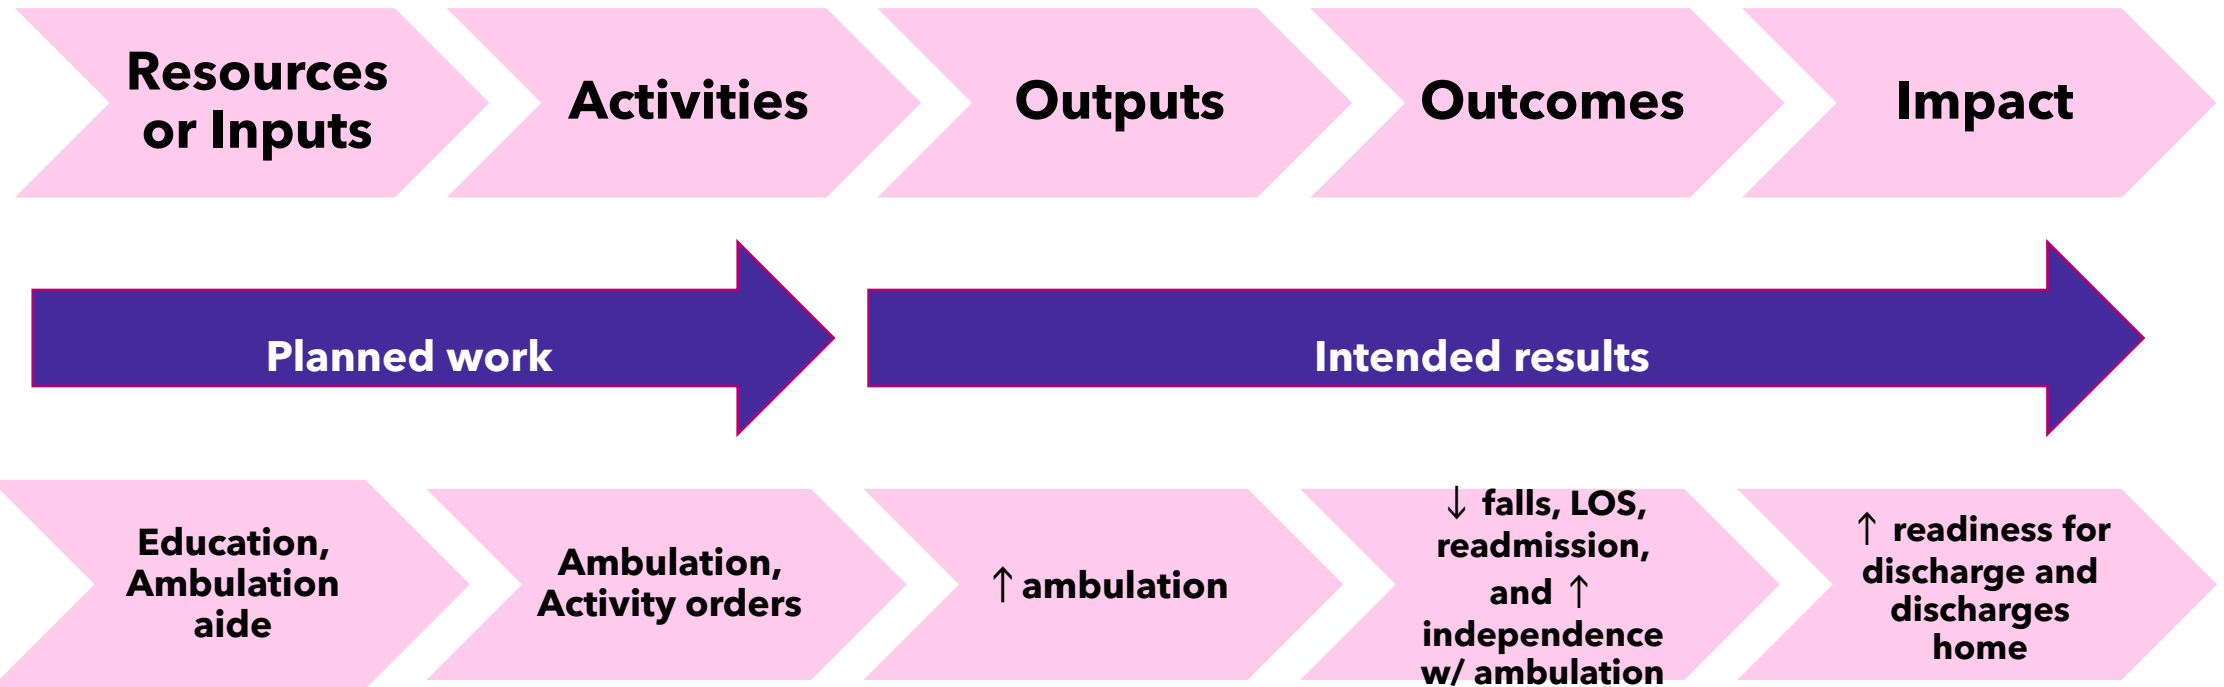 Resources
or Inputs
Activities
Outputs
Outcomes
Impact
Planned work
Intended results
Education,
Ambulation
aide
Ambulation,
Activity orders
↑ ambulation
↓ falls, LOS,
readmission,
and ↑
independence
w/ ambulation
↑ readiness for
discharge and
discharges
home